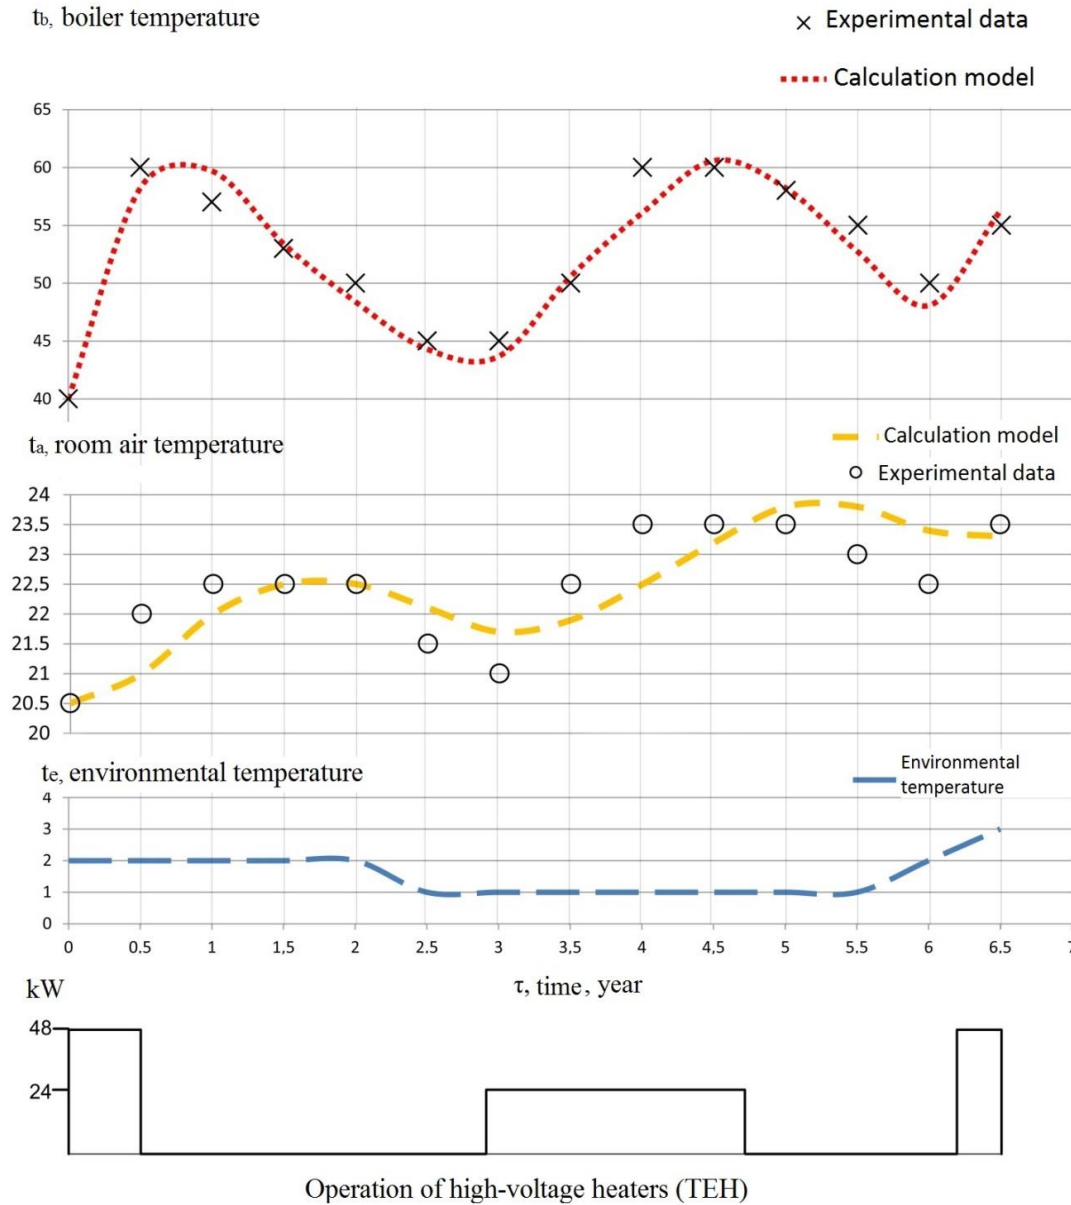 tb, boiler temperature
Experimental data
Calculation model
65
60
55
50
45
40
ta, room air temperature
Calculation model
Experimental data
24
23.5
23
22,5
22
21.5
21
20.5
20
te, environmental temperature
Environmental
temperature
4
3
2
1
0
0 0,5 1 1,5 2 2,5 3 3,5 4 4,5 5 5.5 6 6.5 7
kW
τ, time, year
48
24
Operation of high-voltage heaters (TEH)